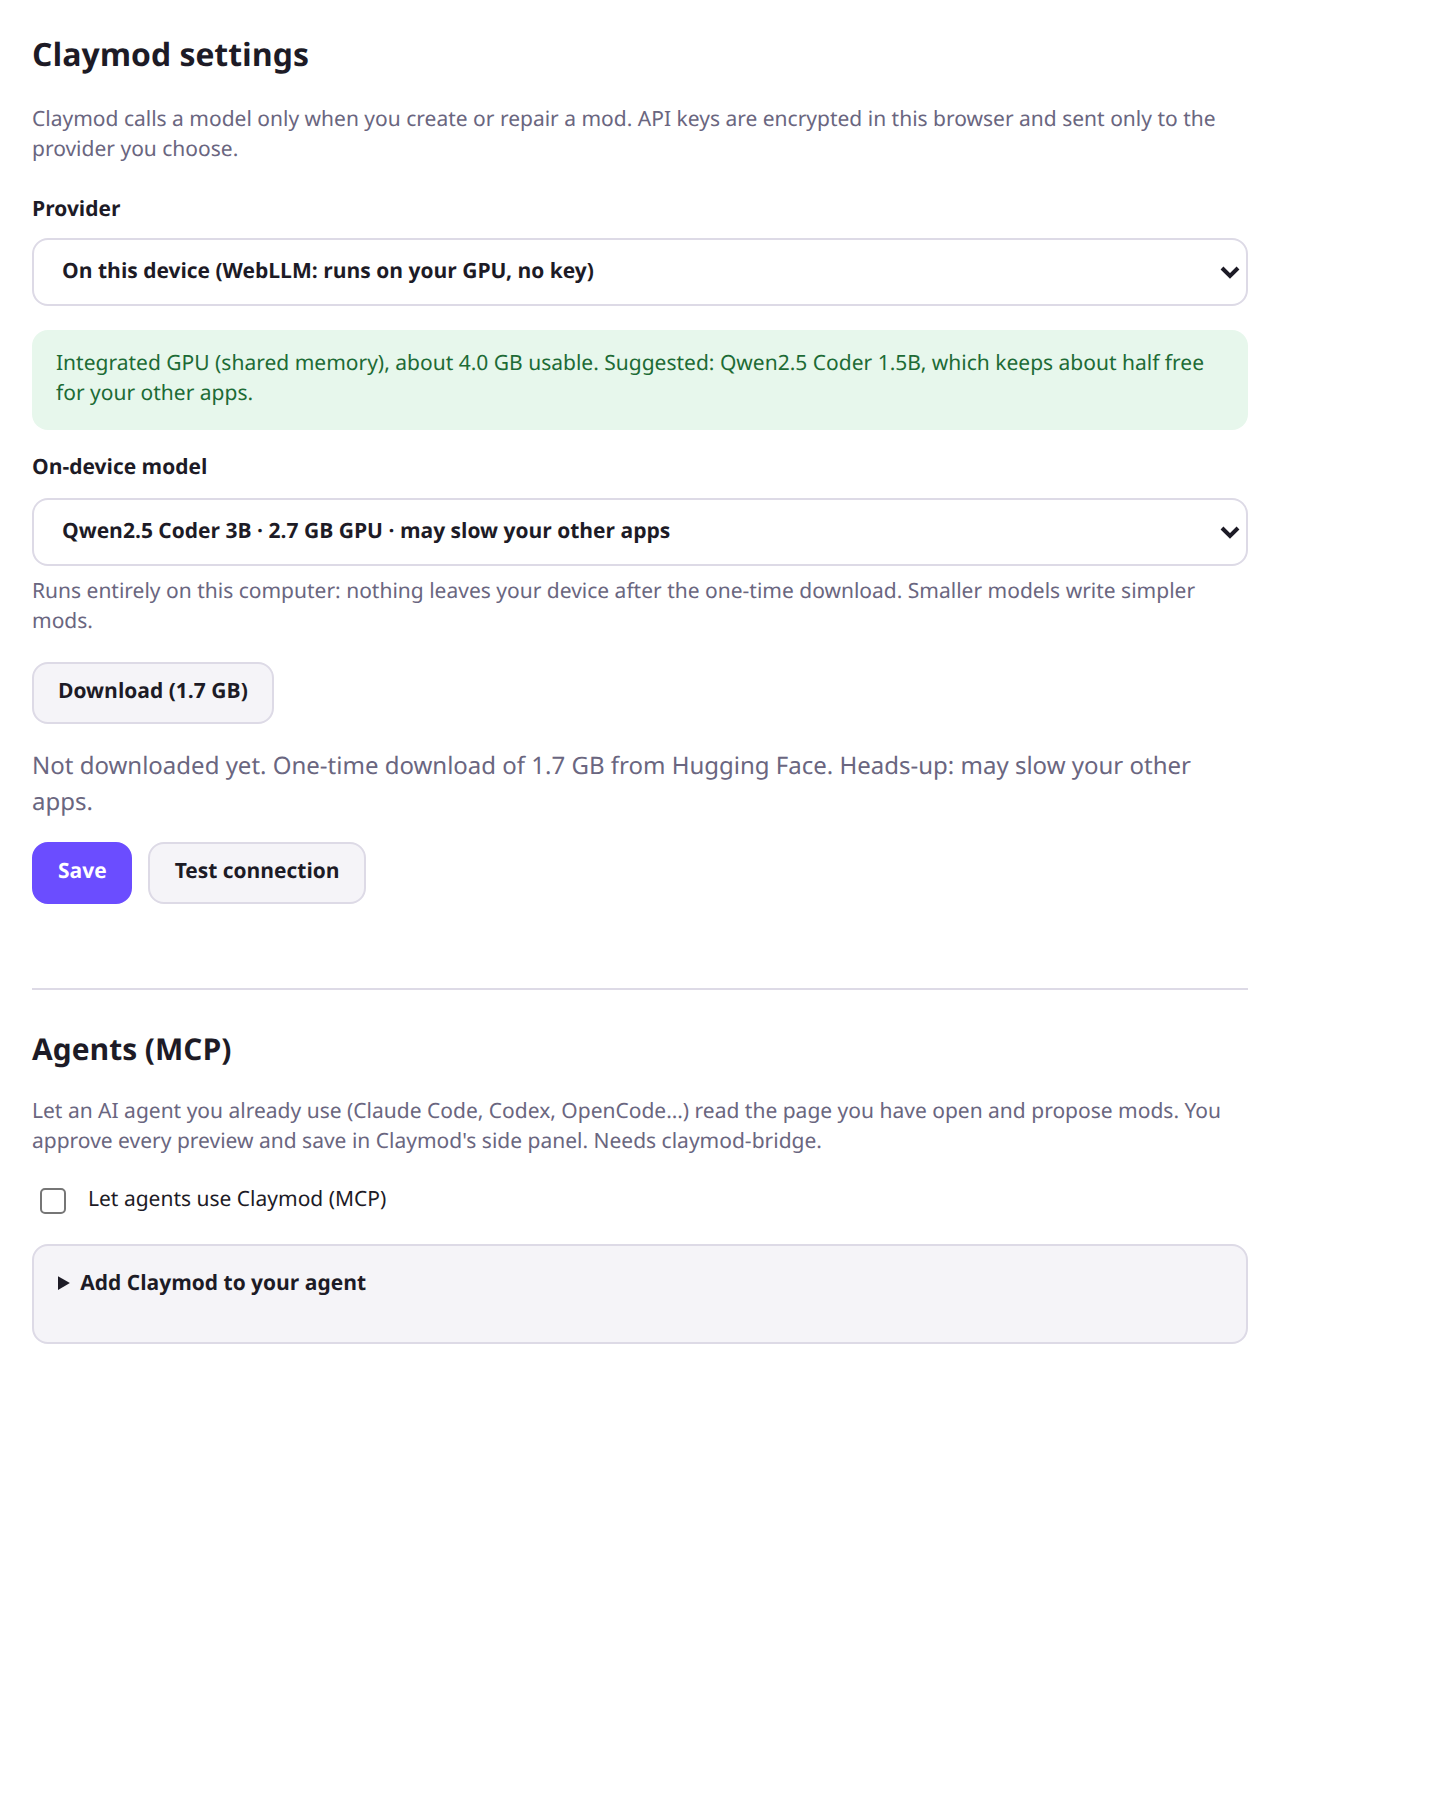 Claymod settings
Claymod calls a model only when you create or repair a mod. API keys are encrypted in this browser and sent only to the
provider you choose.
Provider
On this device (WebLLM: runs on your GPU, no key)
Integrated GPU (shared memory), about 4.0 GB usable. Suggested: Qwen2.5 Coder 1.5B, which keeps about half free
for your other apps.
On-device model
Qwen2.5 Coder 3B · 2.7 GB GPU · may slow your other apps
Runs entirely on this computer: nothing leaves your device after the one-time download. Smaller models write simpler
mods.
Download (1.7 GB)
Not downloaded yet. One-time download of 1.7 GB from Hugging Face. Heads-up: may slow your other
apps.
Save Test connection
Agents (MCP)
Let an AI agent you already use (Claude Code, Codex, OpenCode…) read the page you have open and propose mods. You
approve every preview and save in Claymod's side panel. Needs claymod-bridge.
Let agents use Claymod (MCP)
Add Claymod to your agent